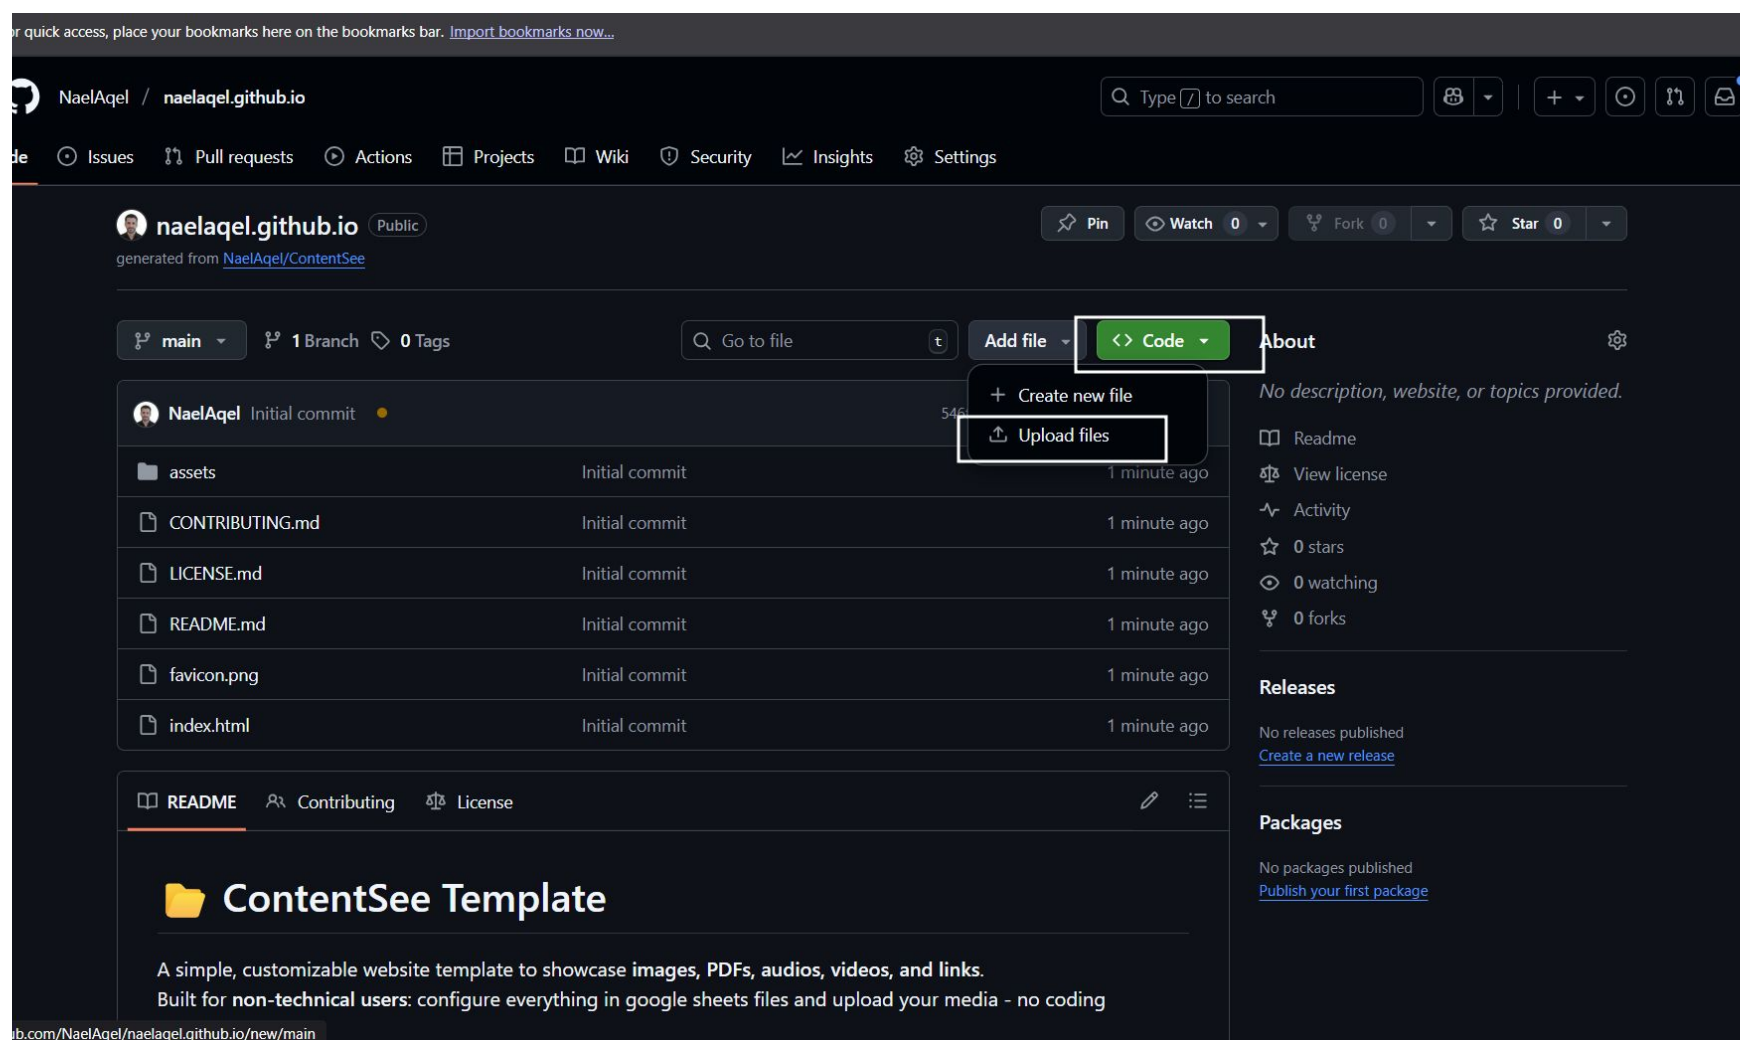 or quick access, place your bookmarks here on the bookmarks bar. Import bookmarks now...
NaelAqel / naelaqel.github.io
Type / to search
de Issues Pull requests Actions Projects Wiki Security Insights Settings
naelaqel.github.io Public
Pin Watch 0 Fork 0 Star 0
generated from NaelAqel/ContentSee
main 1 Branch 0 Tags Go to file t Add file Code
Create new file
Upload files
NaelAqel Initial commit 546
assets Initial commit 1 minute ago
CONTRIBUTING.md Initial commit 1 minute ago
LICENSE.md Initial commit 1 minute ago
README.md Initial commit 1 minute ago
favicon.png Initial commit 1 minute ago
index.html Initial commit 1 minute ago
README Contributing License
ContentSee Template
A simple, customizable website template to showcase images, PDFs, audios, videos, and links.
Built for non-technical users: configure everything in google sheets files and upload your media - no coding
About
No description, website, or topics provided.
Readme
View license
Activity
0 stars
0 watching
0 forks
Releases
No releases published
Create a new release
Packages
No packages published
Publish your first package
ub.com/NaelAqel/naelaqel.github.io/new/main